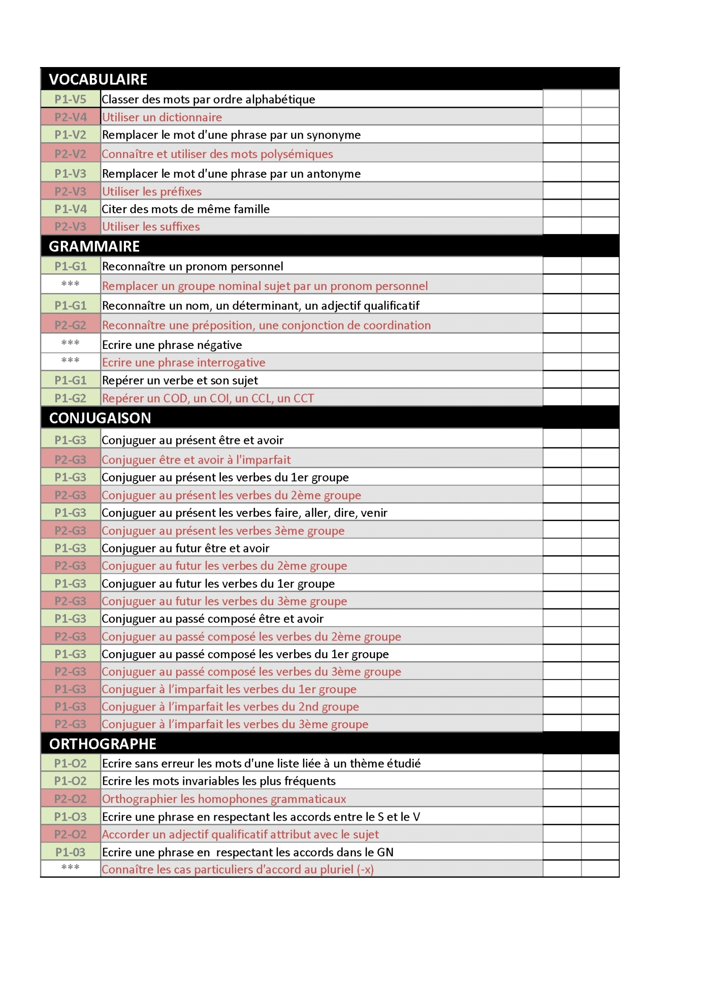 VOCABULAIRE
P1-V5 Classer des mots par ordre alphabétique
P2-V4 Utiliser un dictionnaire
P1-V2 Remplacer le mot d'une phrase par un synonyme
P2-V2 Connaître et utiliser des mots polysémiques
P1-V3 Remplacer le mot d'une phrase par un antonyme
P2-V3 Utiliser les préfixes
P1-V4 Citer des mots de même famille
P2-V3 Utiliser les suffixes
GRAMMAIRE
P1-G1 Reconnaître un pronom personnel
*** Remplacer un groupe nominal sujet par un pronom personnel
P1-G1 Reconnaître un nom, un déterminant, un adjectif qualificatif
P2-G2 Reconnaître une préposition, une conjonction de coordination
*** Ecrire une phrase négative
*** Ecrire une phrase interrogative
P1-G1 Repérer un verbe et son sujet
P1-G2 Repérer un COD, un COI, un CCL, un CCT
CONJUGAISON
P1-G3 Conjuguer au présent être et avoir
P2-G3 Conjuguer être et avoir à l'imparfait
P1-G3 Conjuguer au présent les verbes du 1er groupe
P2-G3 Conjuguer au présent les verbes du 2ème groupe
P1-G3 Conjuguer au présent les verbes faire, aller, dire, venir
P2-G3 Conjuguer au présent les verbes 3ème groupe
P1-G3 Conjuguer au futur être et avoir
P2-G3 Conjuguer au futur les verbes du 2ème groupe
P1-G3 Conjuguer au futur les verbes du 1er groupe
P2-G3 Conjuguer au futur les verbes du 3ème groupe
P1-G3 Conjuguer au passé composé être et avoir
P2-G3 Conjuguer au passé composé les verbes du 2ème groupe
P1-G3 Conjuguer au passé composé les verbes du 1er groupe
P2-G3 Conjuguer au passé composé les verbes du 3ème groupe
P1-G3 Conjuguer à l’imparfait les verbes du 1er groupe
P1-G3 Conjuguer à l’imparfait les verbes du 2nd groupe
P2-G3 Conjuguer à l’imparfait les verbes du 3ème groupe
ORTHOGRAPHE
P1-O2 Ecrire sans erreur les mots d'une liste liée à un thème étudié
P1-O2 Ecrire les mots invariables les plus fréquents
P2-O2 Orthographier les homophones grammaticaux
P1-O3 Ecrire une phrase en respectant les accords entre le S et le V
P2-O2 Accorder un adjectif qualificatif attribut avec le sujet
P1-03 Ecrire une phrase en  respectant les accords dans le GN
*** Connaître les cas particuliers d'accord au pluriel (-x)